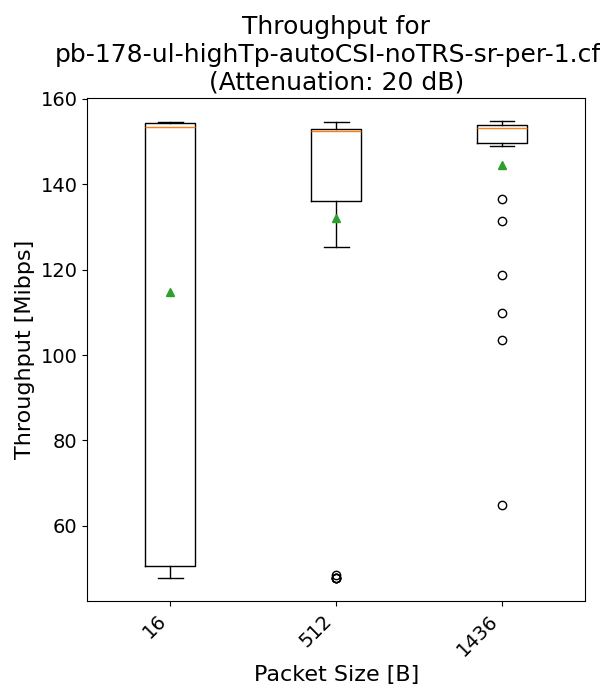 Throughput for
pb-178-ul-highTp-autoCSI-noTRS-sr-per-1.cf
(Attenuation: 20 dB)
160
140
120
100
80
60
Throughput [Mibps]
16
512
1436
Packet Size [B]